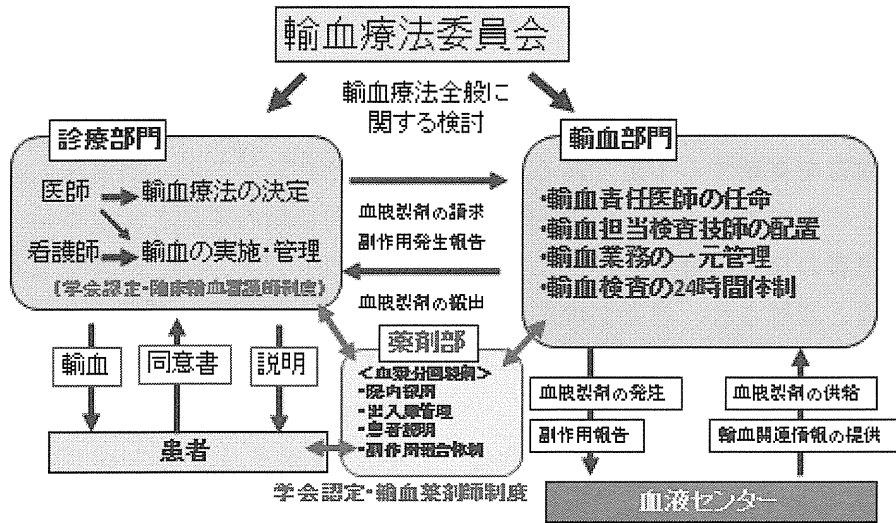 輸血療法委員会
輸血療法全般に
関する検討
診療部門
医師
輸血療法の決定
看護師
輸血の実施・管理
(学会認定・臨床輸血看護師制度)
血液製剤の請求
副作用発生報告
血液製剤の搬出
輸血部門
・輸血責任医師の任命
・輸血担当検査技師の配置
・輸血業務の一元管理
・輸血検査の24時間体制
輸血
同意書
説明
患者
薬剤部
<血漿分画製剤>
・院内採用
・出入庫管理
・患者説明
・副作用報告体制
学会認定・輸血薬剤師制度
血液製剤の発注
副作用報告
血液製剤の供給
輸血関連情報の提供
血液センター